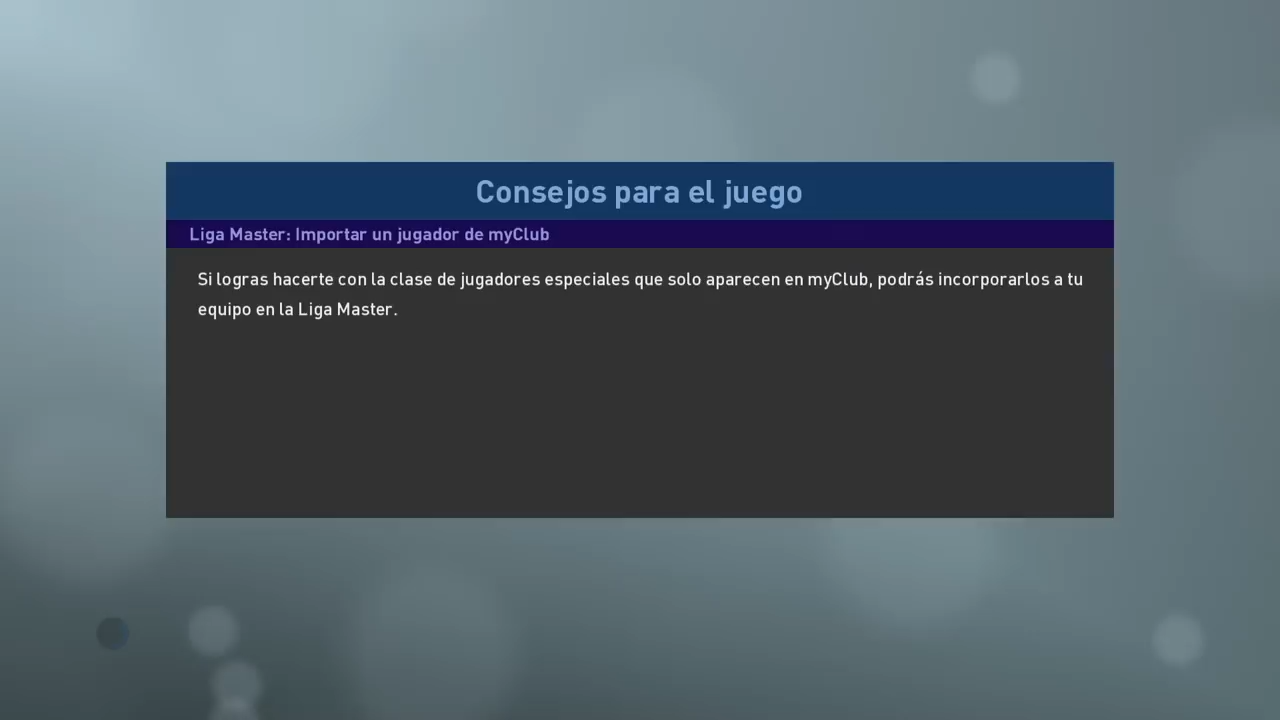 Consejos para el juego
Liga Master: Importar un jugador de myClub
Si logras hacerte con la clase de jugadores especiales que solo aparecen en myClub, podrás incorporarlos a tu
equipo en la Liga Master.